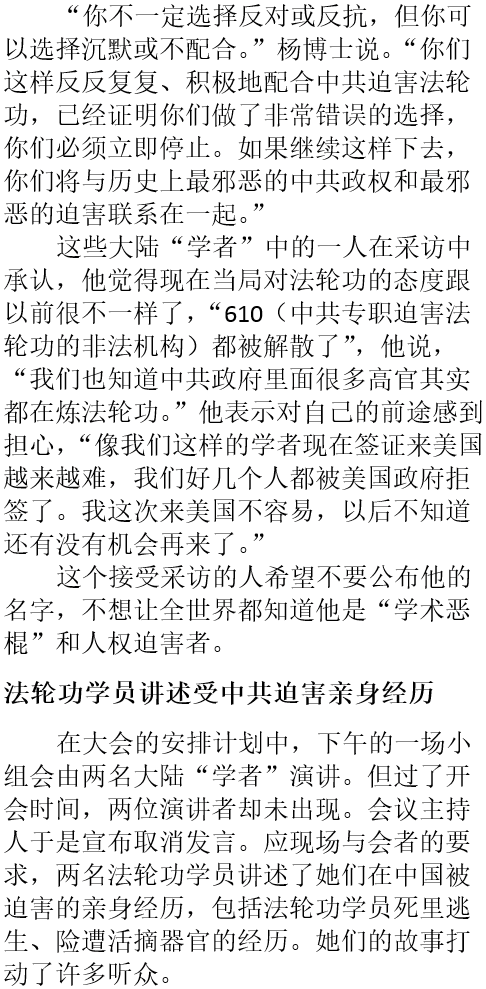 “你不一定选择反对或反抗，但你可
以选择沉默或不配合。”杨博士说。“你们
这样反反复复、积极地配合中共迫害法轮
功，已经证明你们做了非常错误的选择，
你们必须立即停止。如果继续这样下去，
你们将与历史上最邪恶的中共政权和最邪
恶的迫害联系在一起。”
这些大陆“学者”中的一人在采访中
承认，他觉得现在当局对法轮功的态度跟
以前很不一样了，“610（中共专职迫害法
轮功的非法机构）都被解散了”，他说，
“我们也知道中共政府里面很多高官其实
都在炼法轮功。”他表示对自己的前途感到
担心，“像我们这样的学者现在签证来美国
越来越难，我们好几个人都被美国政府拒
签了。我这次来美国不容易，以后不知道
还有没有机会再来了。”
这个接受采访的人希望不要公布他的
名字，不想让全世界都知道他是“学术恶
棍”和人权迫害者。
法轮功学员讲述受中共迫害亲身经历
在大会的安排计划中，下午的一场小
组会由两名大陆“学者”演讲。但过了开
会时间，两位演讲者却未出现。会议主持
人于是宣布取消发言。应现场与会者的要
求，两名法轮功学员讲述了她们在中国被
迫害的亲身经历，包括法轮功学员死里逃
生、险遭活摘器官的经历。她们的故事打
动了许多听众。